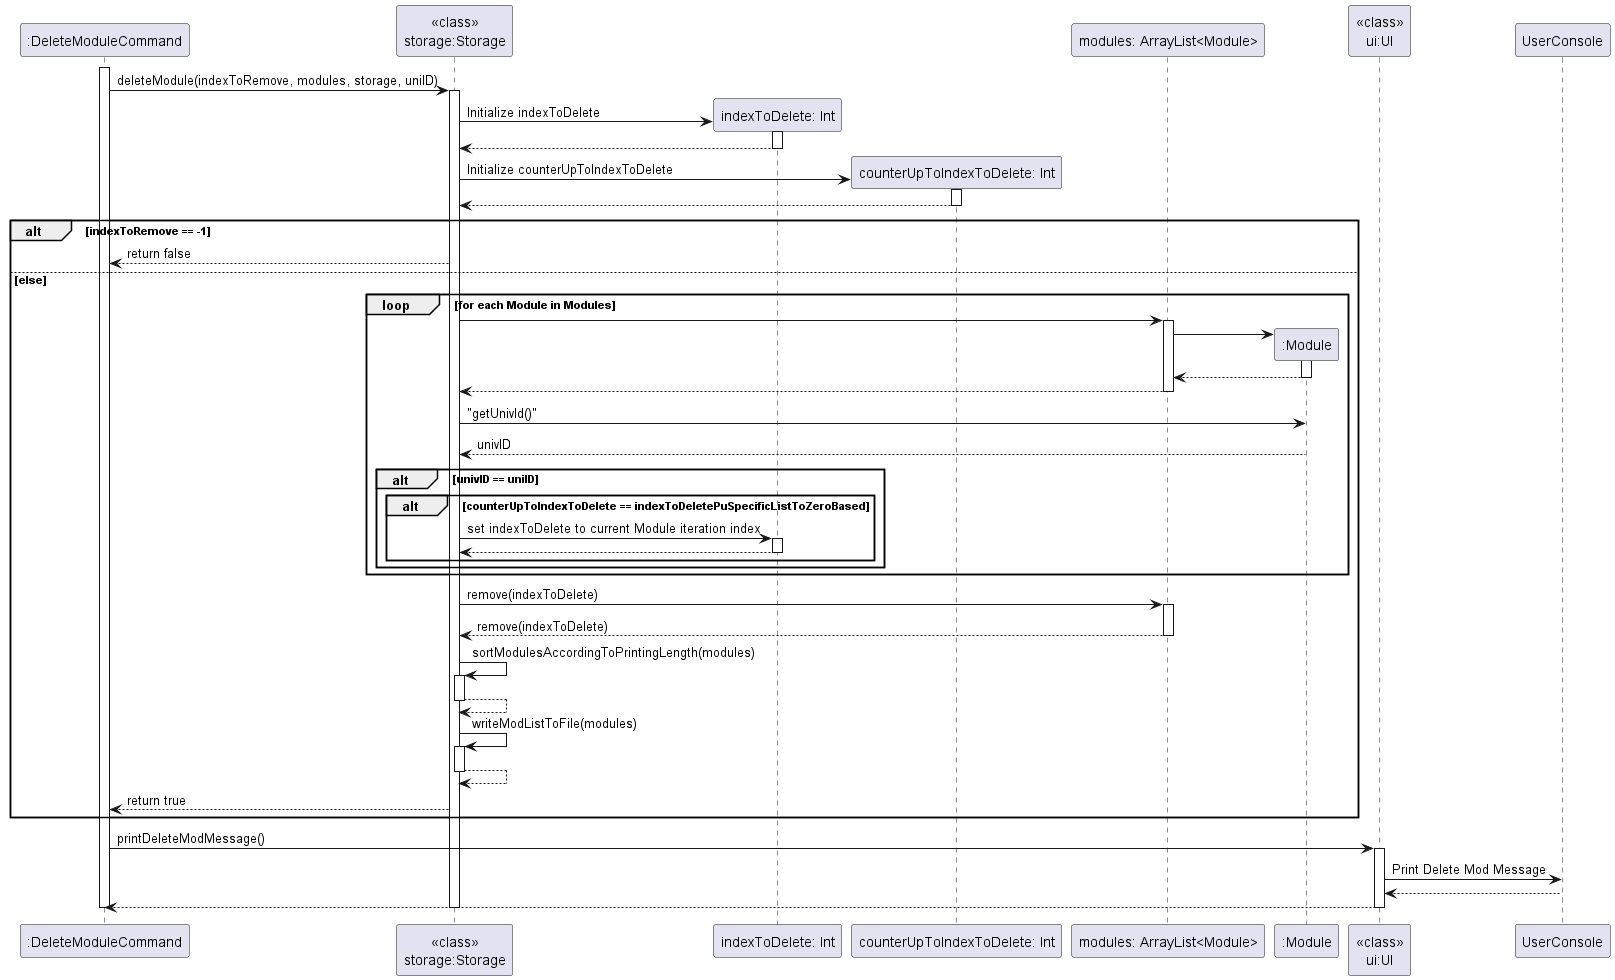 «class»
«class»
:DeleteModuleCommand
storage:Storage
modules: ArrayList<Module>
ui:UI
UserConsole
deleteModule(indexToRemove, modules, storage, uniID)
Initialize indexToDelete
indexToDelete: Int
Initialize counterUpToIndexToDelete
counterUpToIndexToDelete: Int
alt [indexToRemove == -1]
return false
[else]
loop [for each Module in Modules]
:Module
"getUnivId()"
univID
alt [univID == uniID]
alt [counterUpToIndexToDelete == indexToDeletePuSpecificListToZeroBased]
set indexToDelete to current Module iteration index
remove(indexToDelete)
remove(indexToDelete)
sortModulesAccordingToPrintingLength(modules)
writeModListToFile(modules)
return true
printDeleteModMessage()
Print Delete Mod Message
:DeleteModuleCommand
«class»
storage:Storage
indexToDelete: Int
counterUpToIndexToDelete: Int
modules: ArrayList<Module>
:Module
«class»
ui:UI
UserConsole